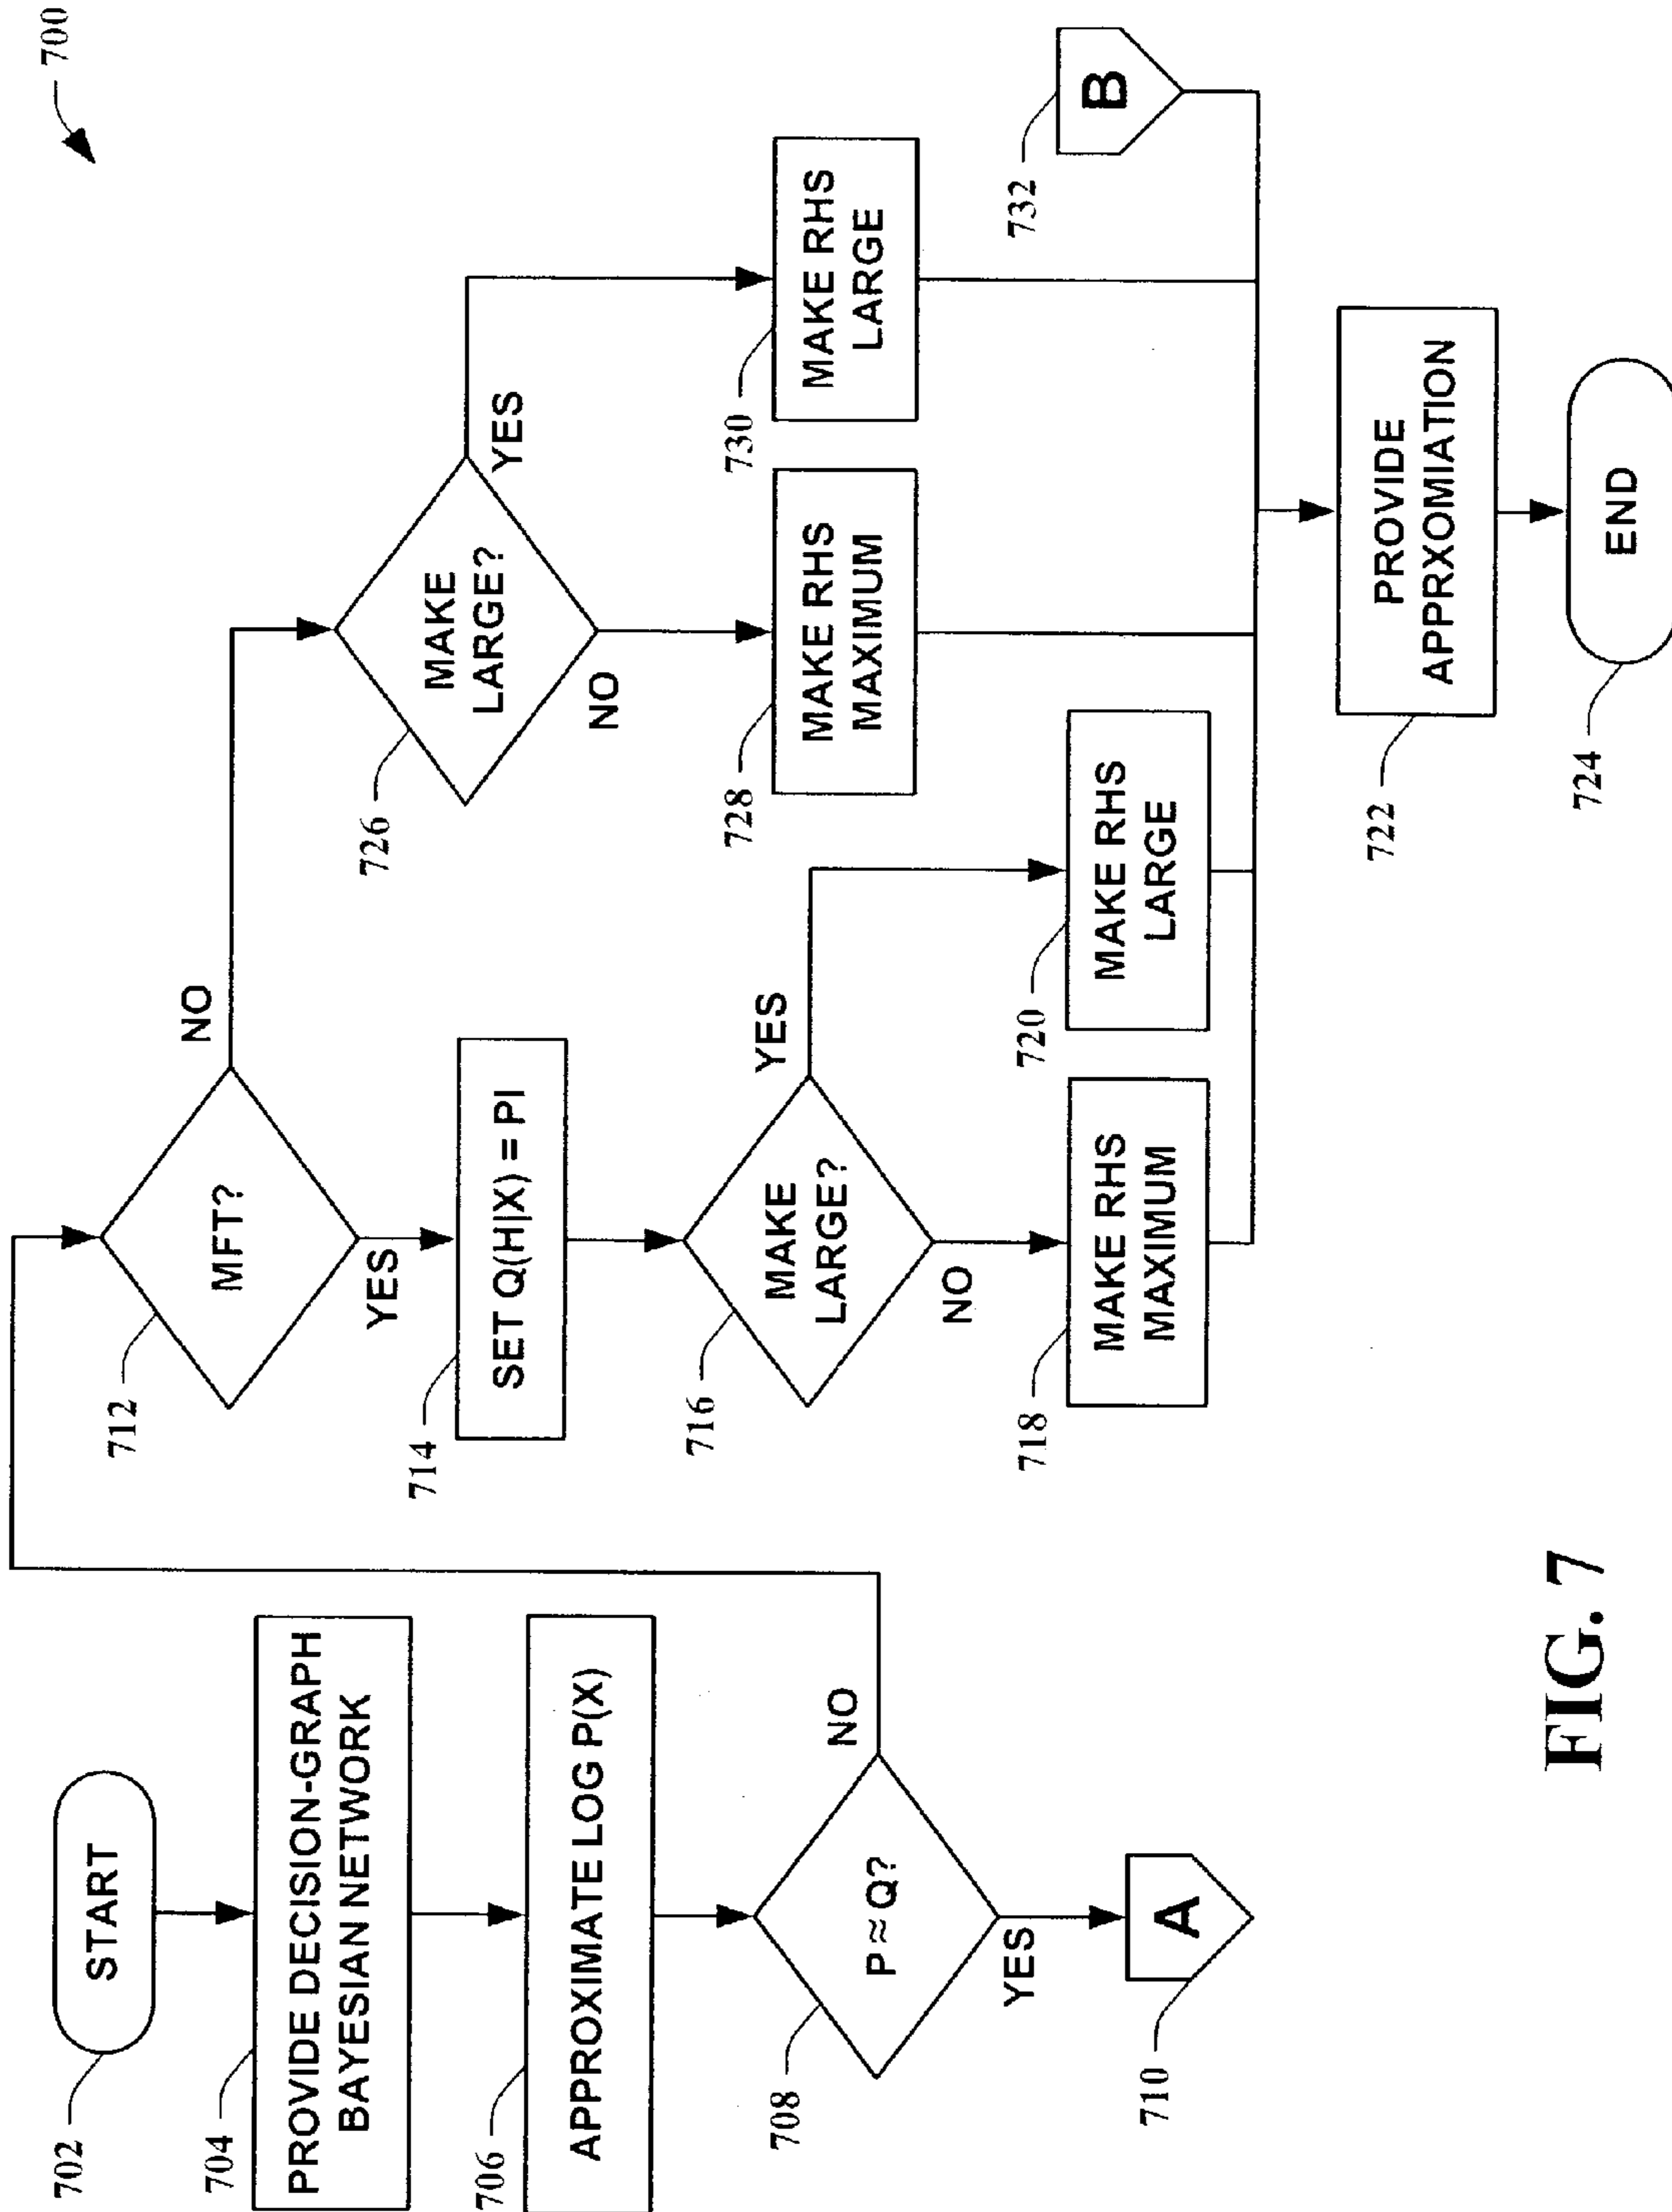 700
START
702
PROVIDE DECISION-GRAPH
BAYESIAN NETWORK
704
APPROXIMATE LOG P(X)
706
P ≈ Q?
708
NO
YES
A
710
MFT?
712
NO
YES
SET Q(H|X) = PI
714
MAKE
LARGE?
716
YES
NO
MAKE RHS
MAXIMUM
718
MAKE RHS
LARGE
720
MAKE
LARGE?
726
YES
NO
MAKE RHS
MAXIMUM
728
MAKE RHS
LARGE
730
B
732
PROVIDE
APPRXOMIATION
722
END
724
FIG. 7